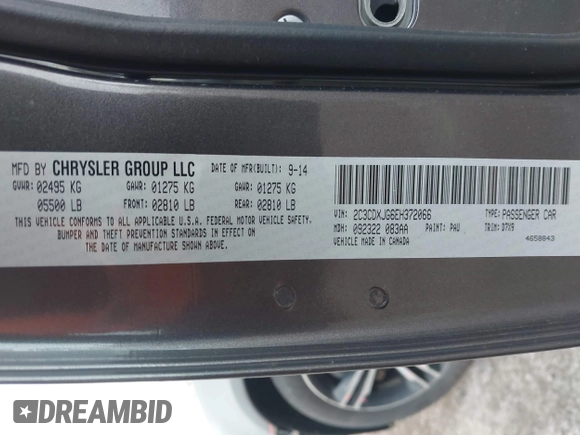 MFD BY CHRYSLER GROUP LLC DATE OF MFR(BUILT): 9-14
GVWR: 02495 KG GAWR: 01275 KG GAWR: 01275 KG
05500 LB FRONT: 02810 LB REAR: 02810 LB
THIS VEHICLE CONFORMS TO ALL APPLICABLE U.S.A. FEDERAL MOTOR VEHICLE SAFETY,
BUMPER AND THEFT PREVENTION STANDARDS IN EFFECT ON
THE DATE OF MANUFACTURE SHOWN ABOVE.
VIN: 2C3CDXJG6EH372066 TYPE: PASSENGER CAR
MDH: 092322 083AA PAINT: PAU TRIM: D7X9
VEHICLE MADE IN CANADA 4658843
DREAMBID